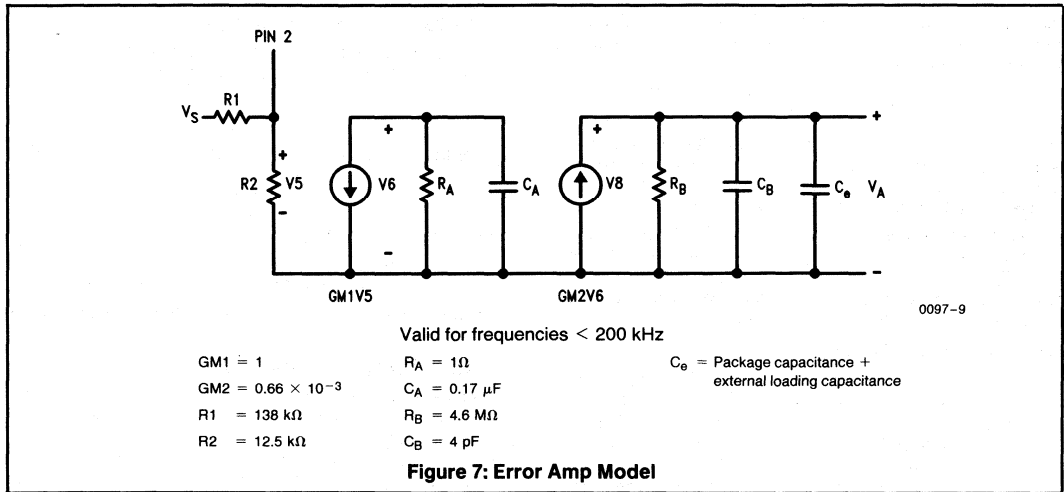 PIN 2
V_S R1
+
R2 V5
-
+
V6
-
R_A
C_A
+
V8
R_B
C_B
C_e
+
V_A
-
GM1V5
GM2V6
0097-9
Valid for frequencies < 200 kHz
GM1 = 1
GM2 = 0.66 × 10⁻³
R1 = 138 kΩ
R2 = 12.5 kΩ
R_A = 1Ω
C_A = 0.17 μF
R_B = 4.6 MΩ
C_B = 4 pF
C_e = Package capacitance +
external loading capacitance
Figure 7: Error Amp Model